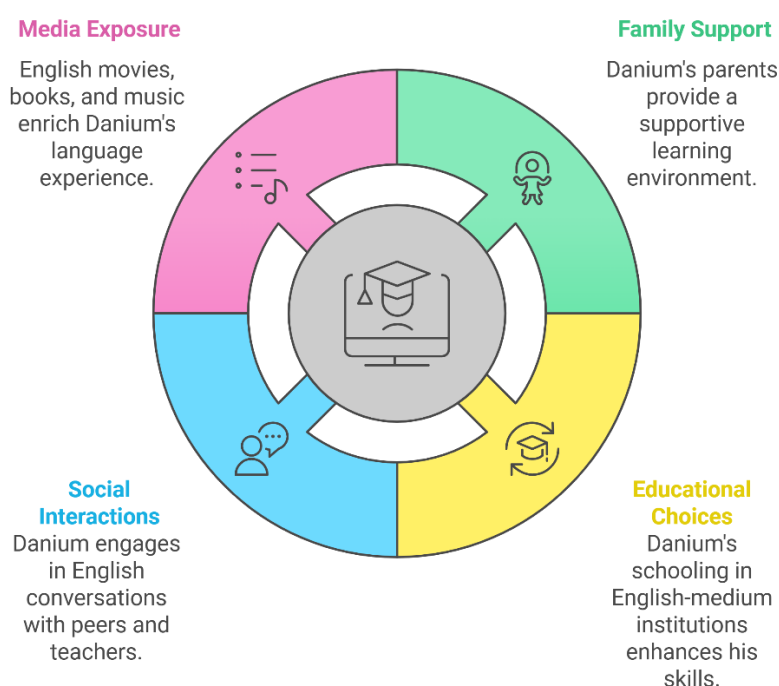 Media Exposure
English movies,
books, and music
enrich Danium's
language
experience.
Family Support
Danium's parents
provide a
supportive
learning
environment.
Social
Interactions
Danium engages
in English
conversations
with peers and
teachers.
Educational
Choices
Danium's
schooling in
English-medium
institutions
enhances his
skills.